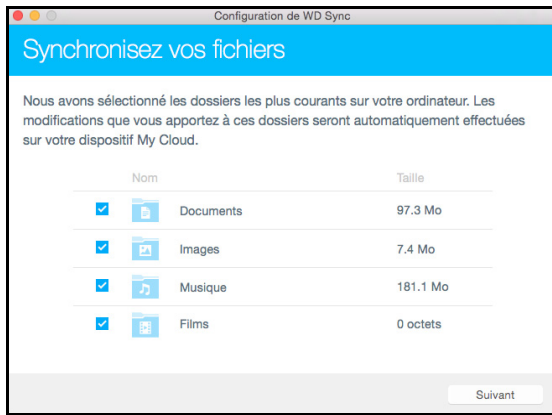 Configuration de WD Sync
Synchronisez vos fichiers
Nous avons sélectionné les dossiers les plus courants sur votre ordinateur. Les
modifications que vous apportez à ces dossiers seront automatiquement effectuées
sur votre dispositif My Cloud.
Nom Taille
Documents 97.3 Mo
Images 7.4 Mo
Musique 181.1 Mo
Films 0 octets
Suivant